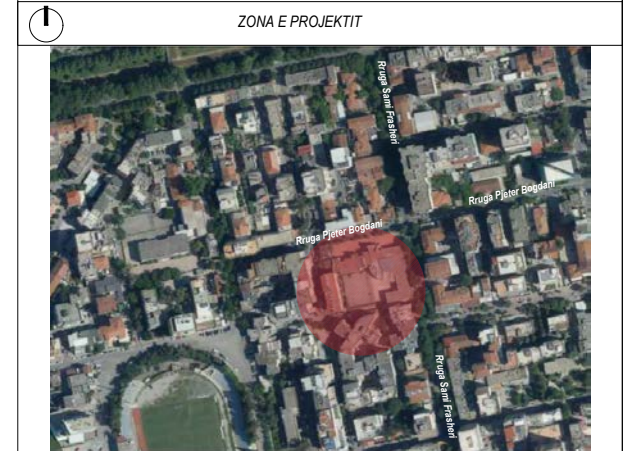 ZONA E PROJEKTIT
Rruga Sami Frasheri
Rruga Pjeter Bogdani
Rruga Pjeter Bogdani
Rruga Sami Frasheri